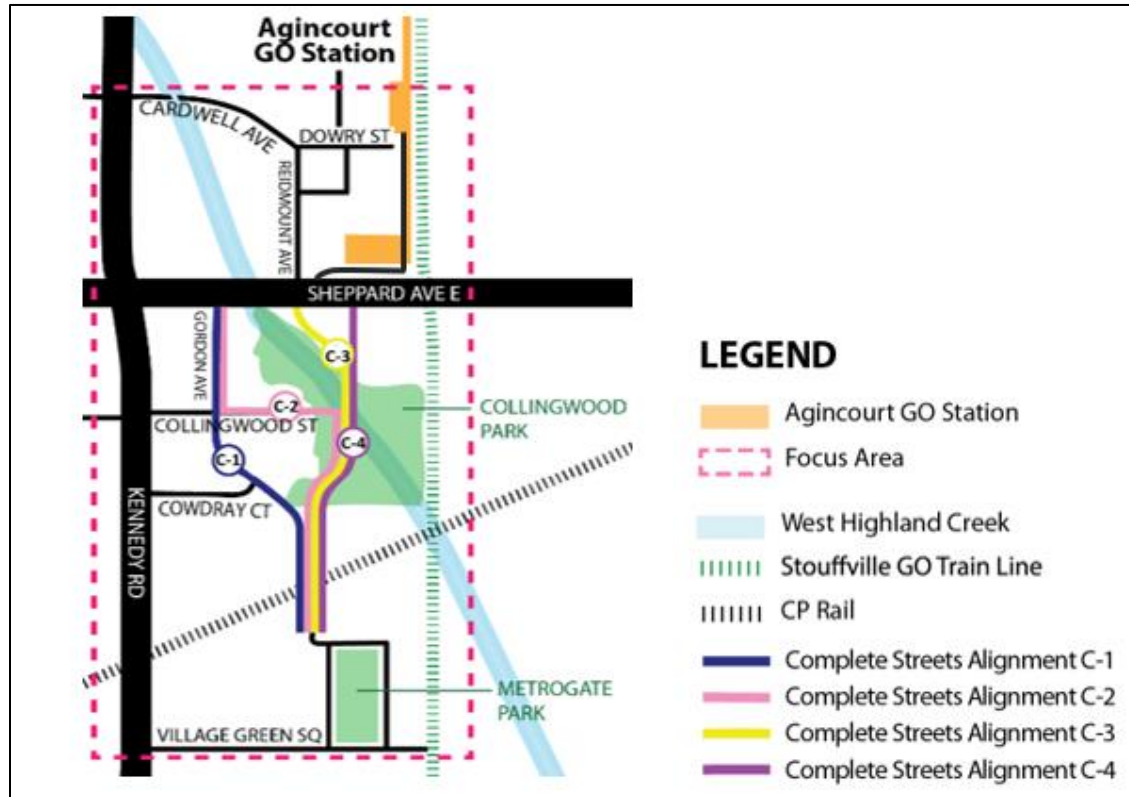 Agincourt
GO Station
CARDWELL AVE
DOWRY ST
REIDMOUNT AVE
SHEPPARD AVE E
GORDON AVE
C-3
C-2
COLLINGWOOD ST
COLLINGWOOD
PARK
C-4
C-1
COWDRAY CT
KENNEDY RD
METROGATE
PARK
VILLAGE GREEN SQ
LEGEND
Agincourt GO Station
Focus Area
West Highland Creek
Stouffville GO Train Line
CP Rail
Complete Streets Alignment C-1
Complete Streets Alignment C-2
Complete Streets Alignment C-3
Complete Streets Alignment C-4